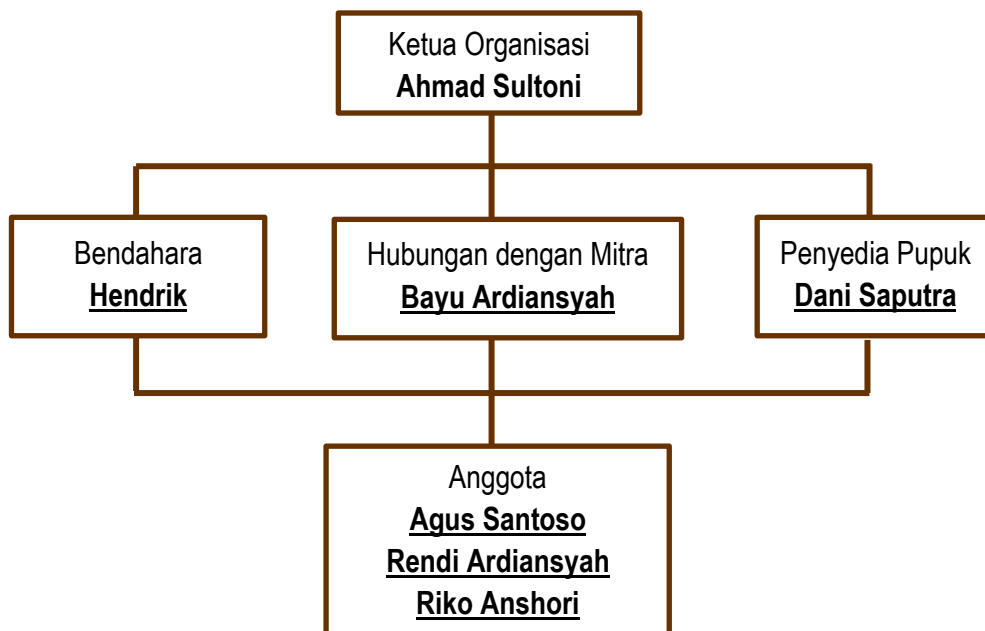 Ketua Organisasi
Ahmad Sultoni
Bendahara
Hendrik
Hubungan dengan Mitra
Bayu Ardiansyah
Penyedia Pupuk
Dani Saputra
Anggota
Agus Santoso
Rendi Ardiansyah
Riko Anshori